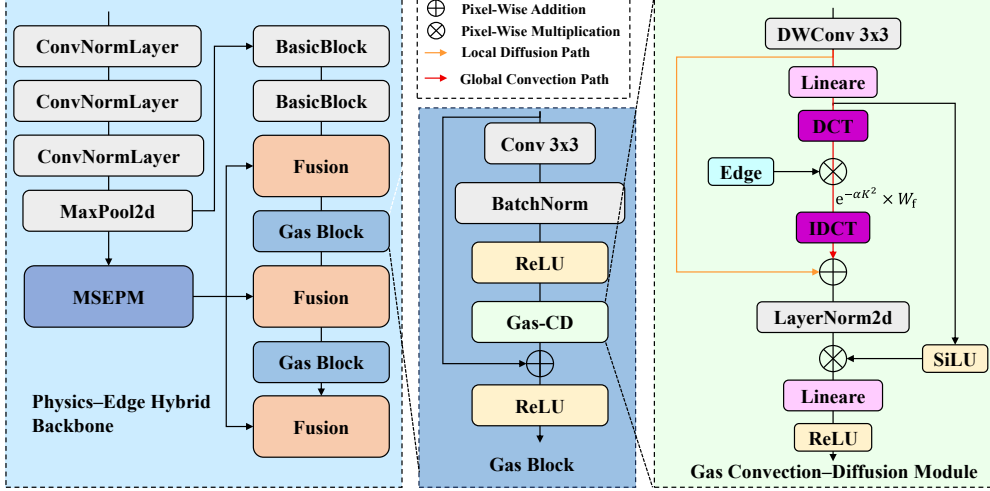 ConvNormLayer
ConvNormLayer
ConvNormLayer
MaxPool2d
MSEPM
BasicBlock
BasicBlock
Fusion
Gas Block
Fusion
Gas Block
Fusion
Physics–Edge Hybrid
Backbone
Pixel-Wise Addition
Pixel-Wise Multiplication
Local Diffusion Path
Global Convection Path
Conv 3x3
BatchNorm
ReLU
Gas-CD
ReLU
Gas Block
DWConv 3x3
Lineare
DCT
Edge
e^{-αK^2} × W_f
IDCT
LayerNorm2d
SiLU
Lineare
ReLU
Gas Convection–Diffusion Module